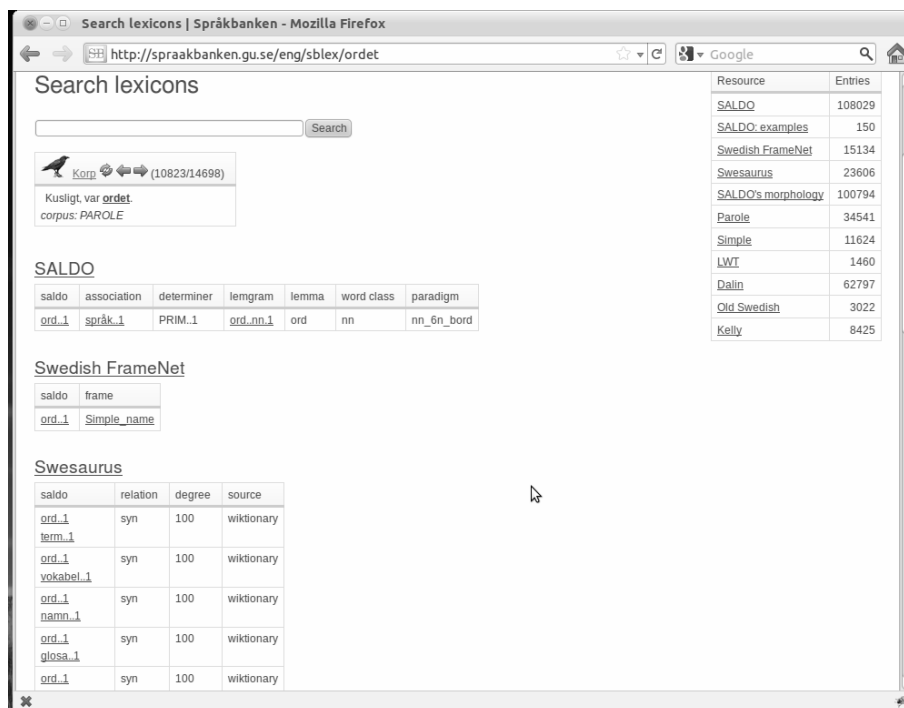 Search lexicons | Språkbanken - Mozilla Firefox
http://spraakbanken.gu.se/eng/sblex/ordet
Google
Search lexicons
Search
Korp (10823/14698)
Kusligt, var ordet.
corpus: PAROLE
SALDO
saldo association determiner lemgram lemma word class paradigm
ord..1 språk..1 PRIM..1 ord..nn.1 ord nn nn_6n_bord
Swedish FrameNet
saldo frame
ord..1 Simple_name
Swesaurus
saldo relation degree source
ord..1 syn 100 wiktionary
term..1
ord..1 syn 100 wiktionary
vokabel..1
ord..1 syn 100 wiktionary
namn..1
ord..1 syn 100 wiktionary
glosa..1
ord..1 syn 100 wiktionary
Resource Entries
SALDO 108029
SALDO: examples 150
Swedish FrameNet 15134
Swesaurus 23606
SALDO's morphology 100794
Parole 34541
Simple 11624
LWT 1460
Dalin 62797
Old Swedish 3022
Kelly 8425